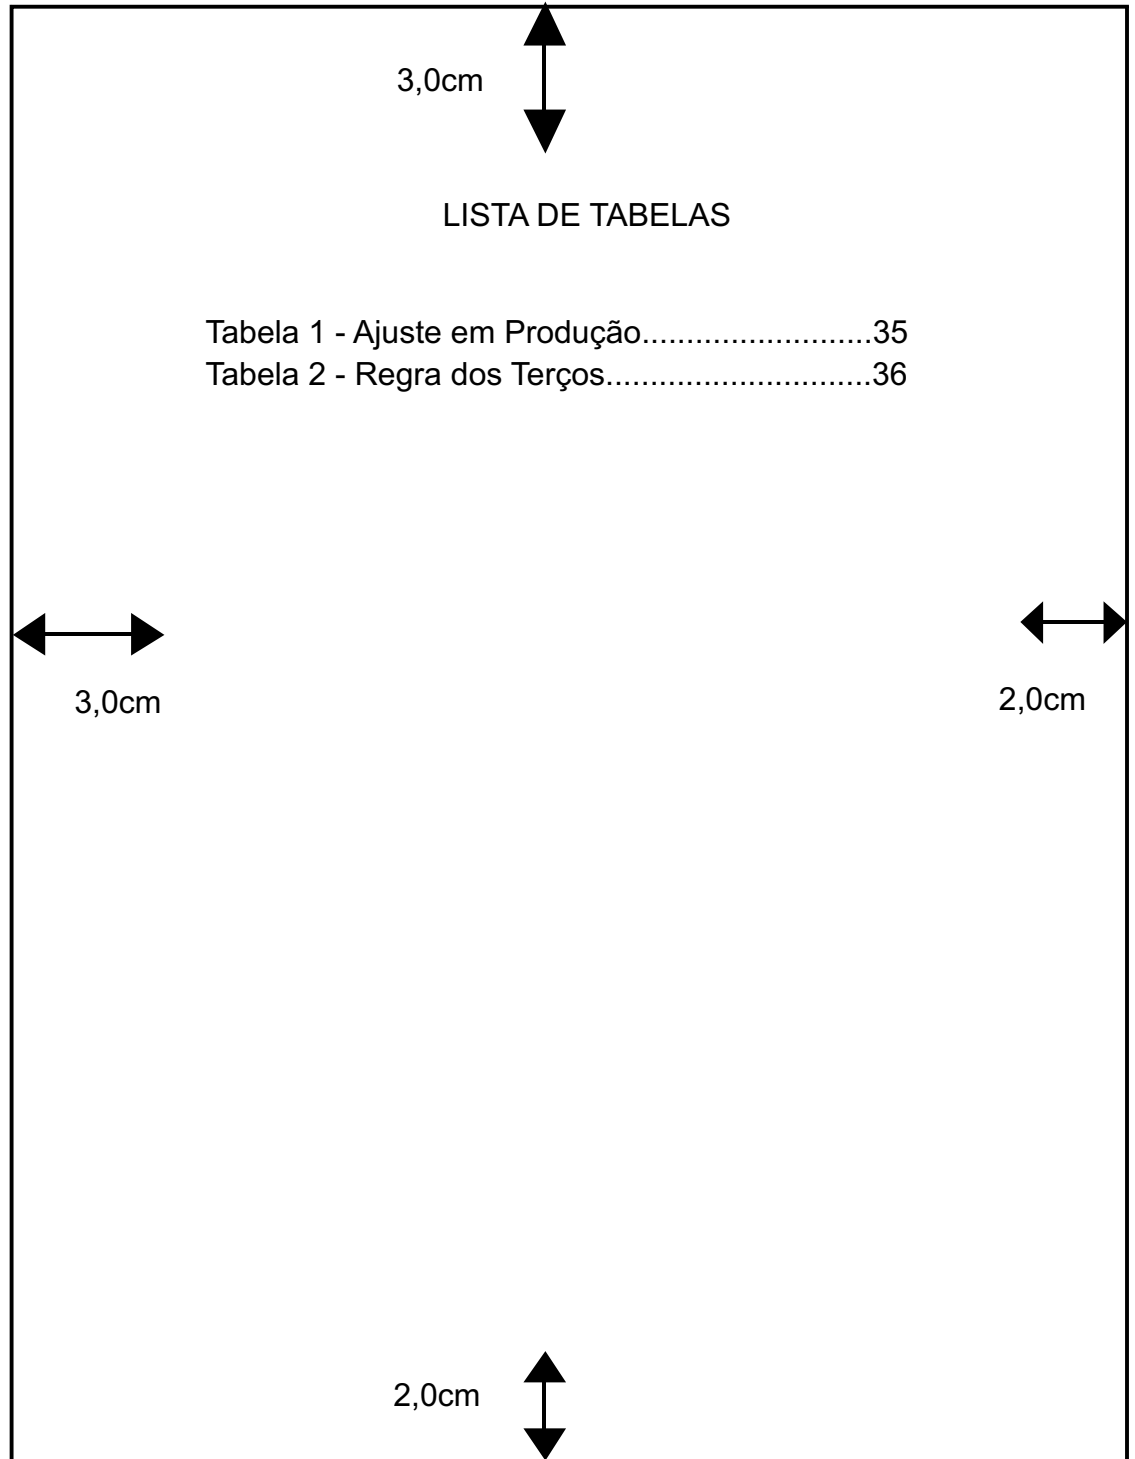 3,0cm
LISTA DE TABELAS
Tabela 1 - Ajuste em Produção..........................35
Tabela 2 - Regra dos Terços..............................36
3,0cm
2,0cm
2,0cm